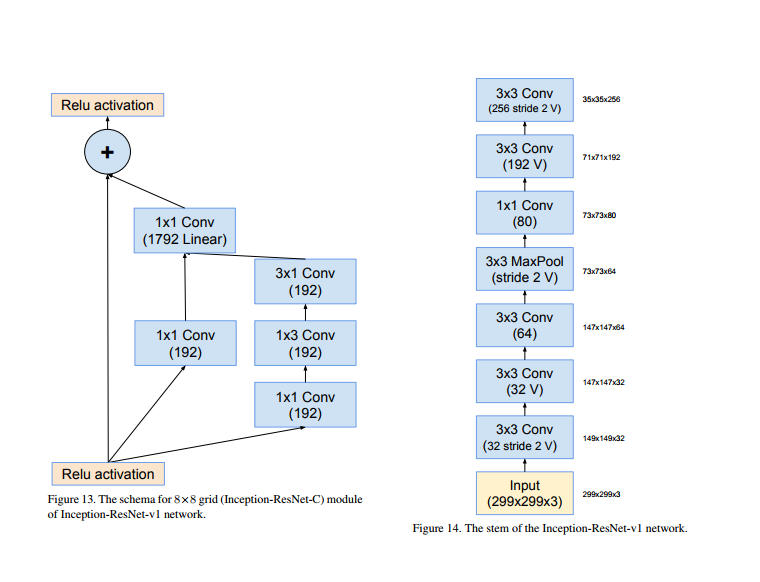 Relu activation
+
1x1 Conv
(1792 Linear)
3x1 Conv
(192)
1x1 Conv
(192)
1x3 Conv
(192)
1x1 Conv
(192)
Relu activation
Figure 13. The schema for 8×8 grid (Inception-ResNet-C) module
of Inception-ResNet-v1 network.
3x3 Conv
(256 stride 2 V)
35x35x256
3x3 Conv
(192 V)
71x71x192
1x1 Conv
(80)
73x73x80
3x3 MaxPool
(stride 2 V)
73x73x64
3x3 Conv
(64)
147x147x64
3x3 Conv
(32 V)
147x147x32
3x3 Conv
(32 stride 2 V)
149x149x32
Input
(299x299x3)
299x299x3
Figure 14. The stem of the Inception-ResNet-v1 network.